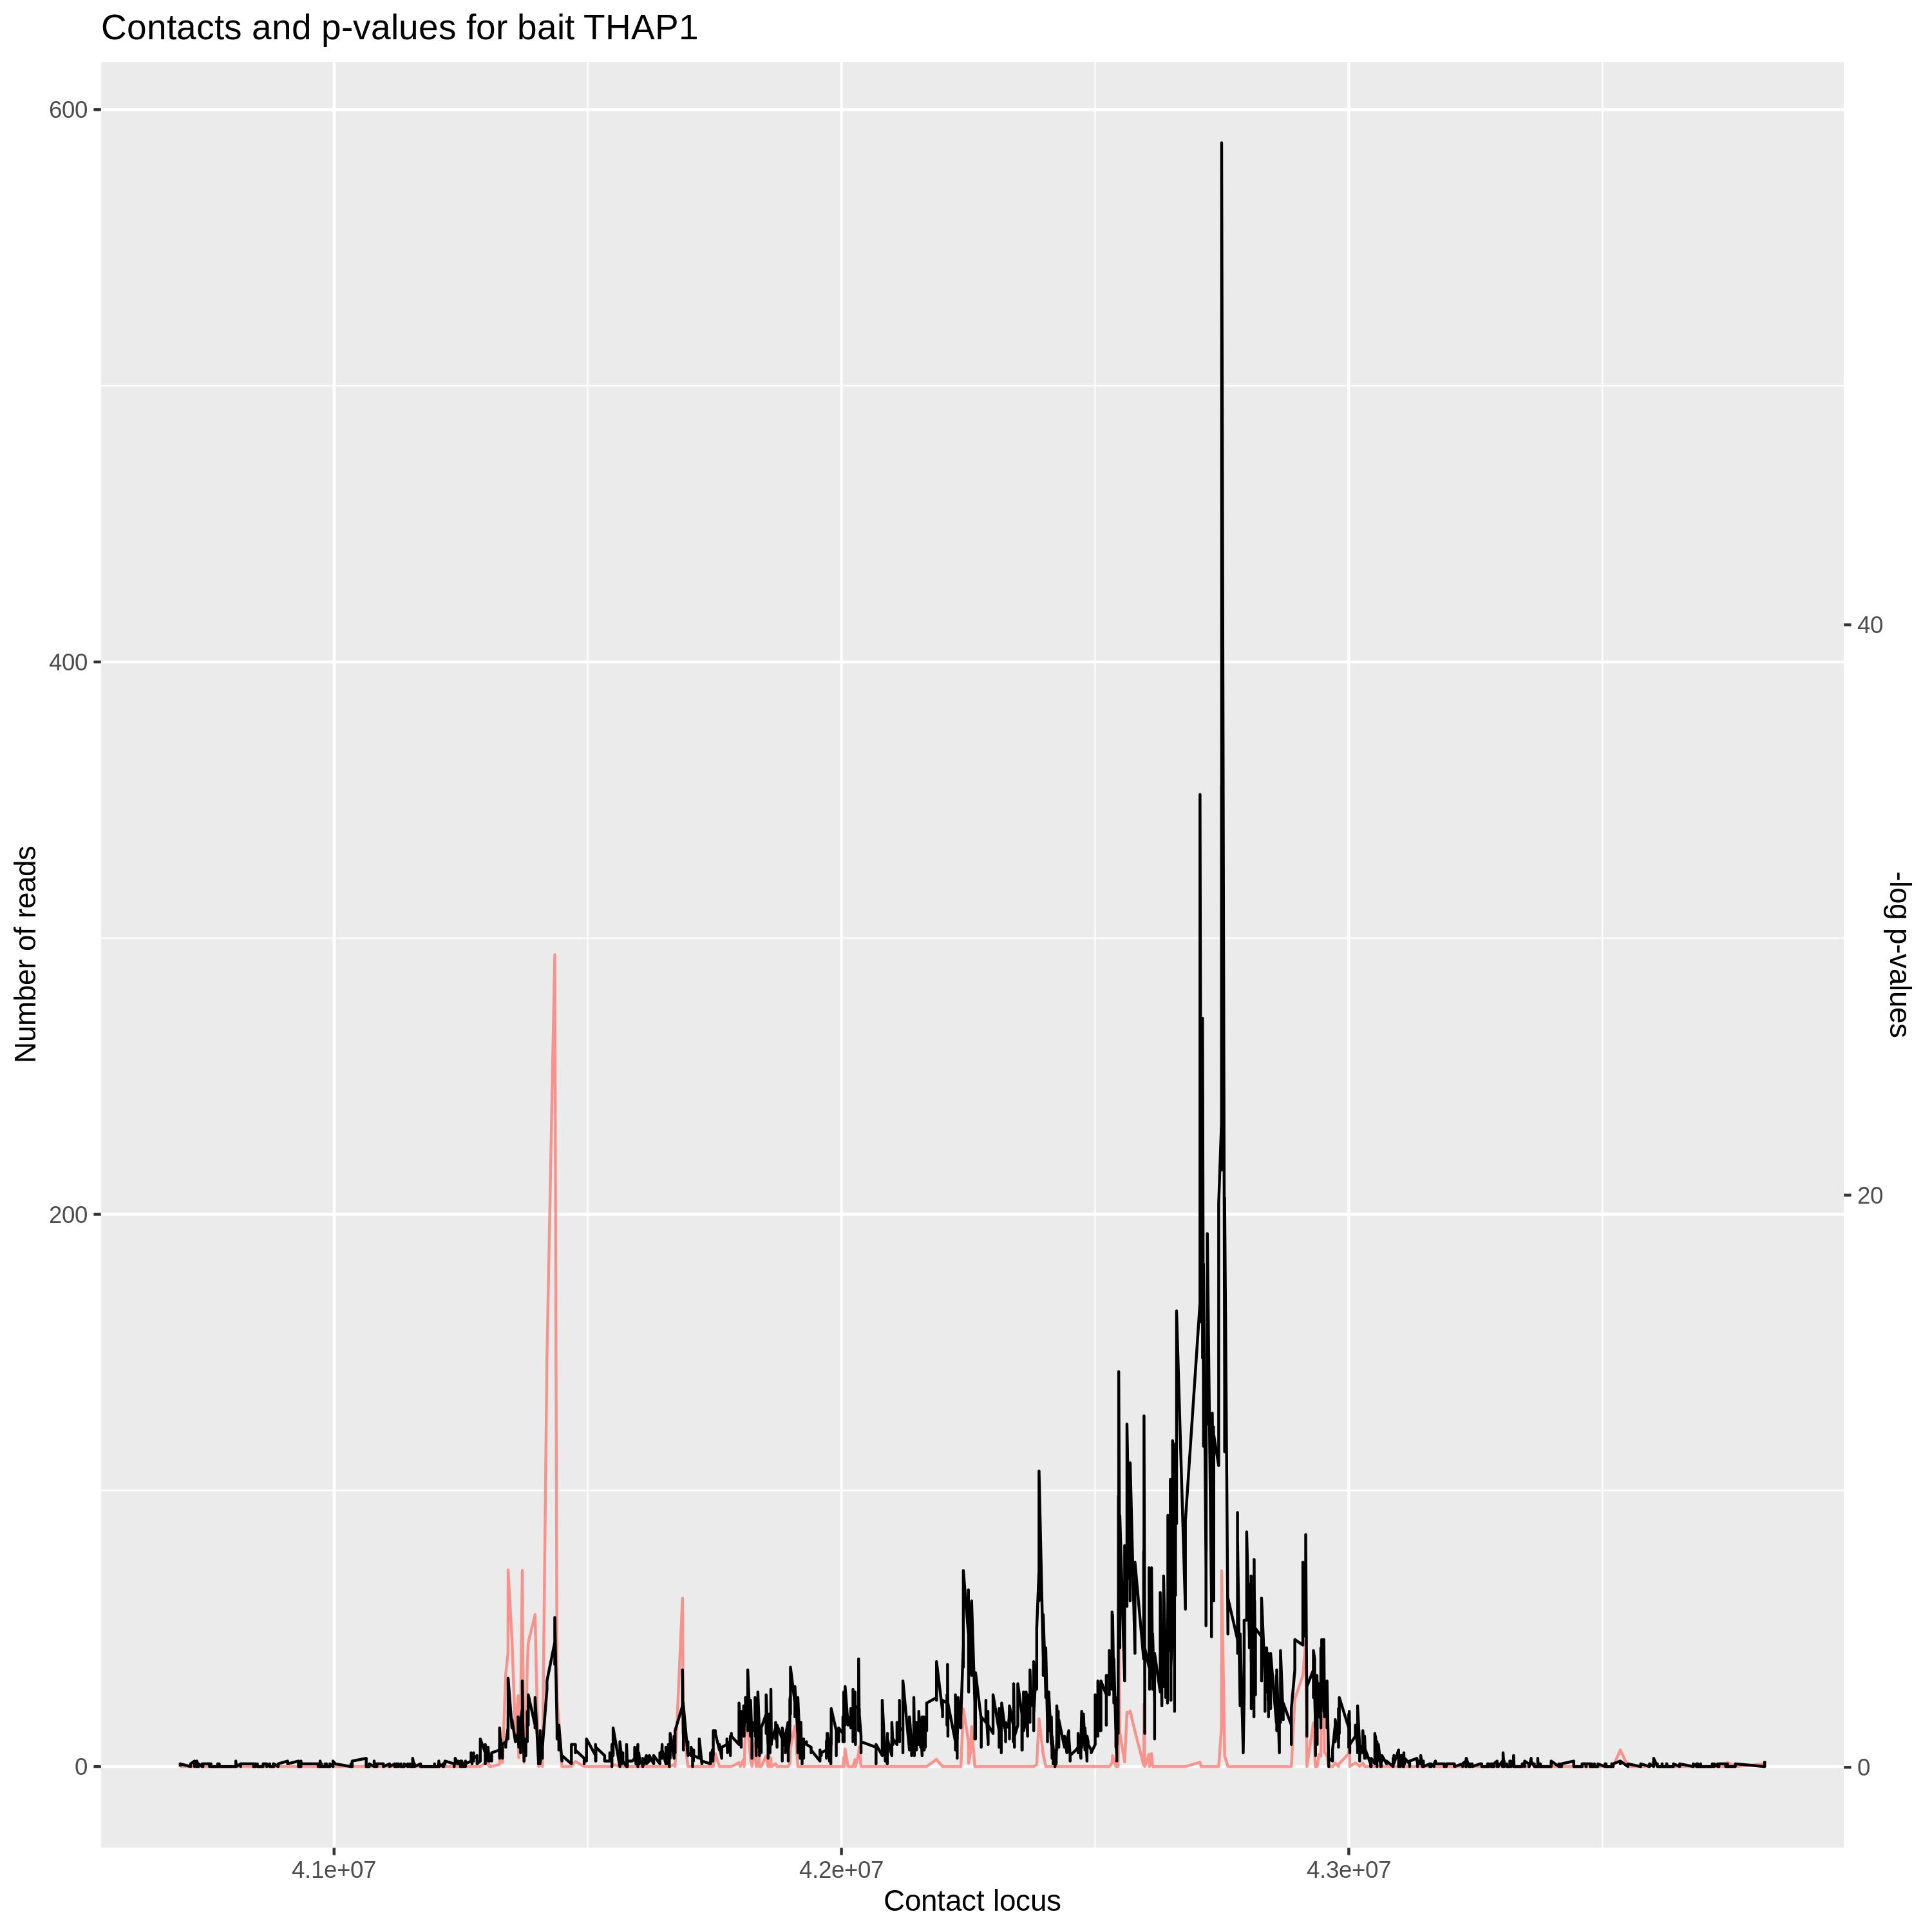 Contacts and p-values for bait THAP1
600
400
200
0
Number of reads
40
20
0
-log p-values
4.1e+07
4.2e+07
4.3e+07
Contact locus